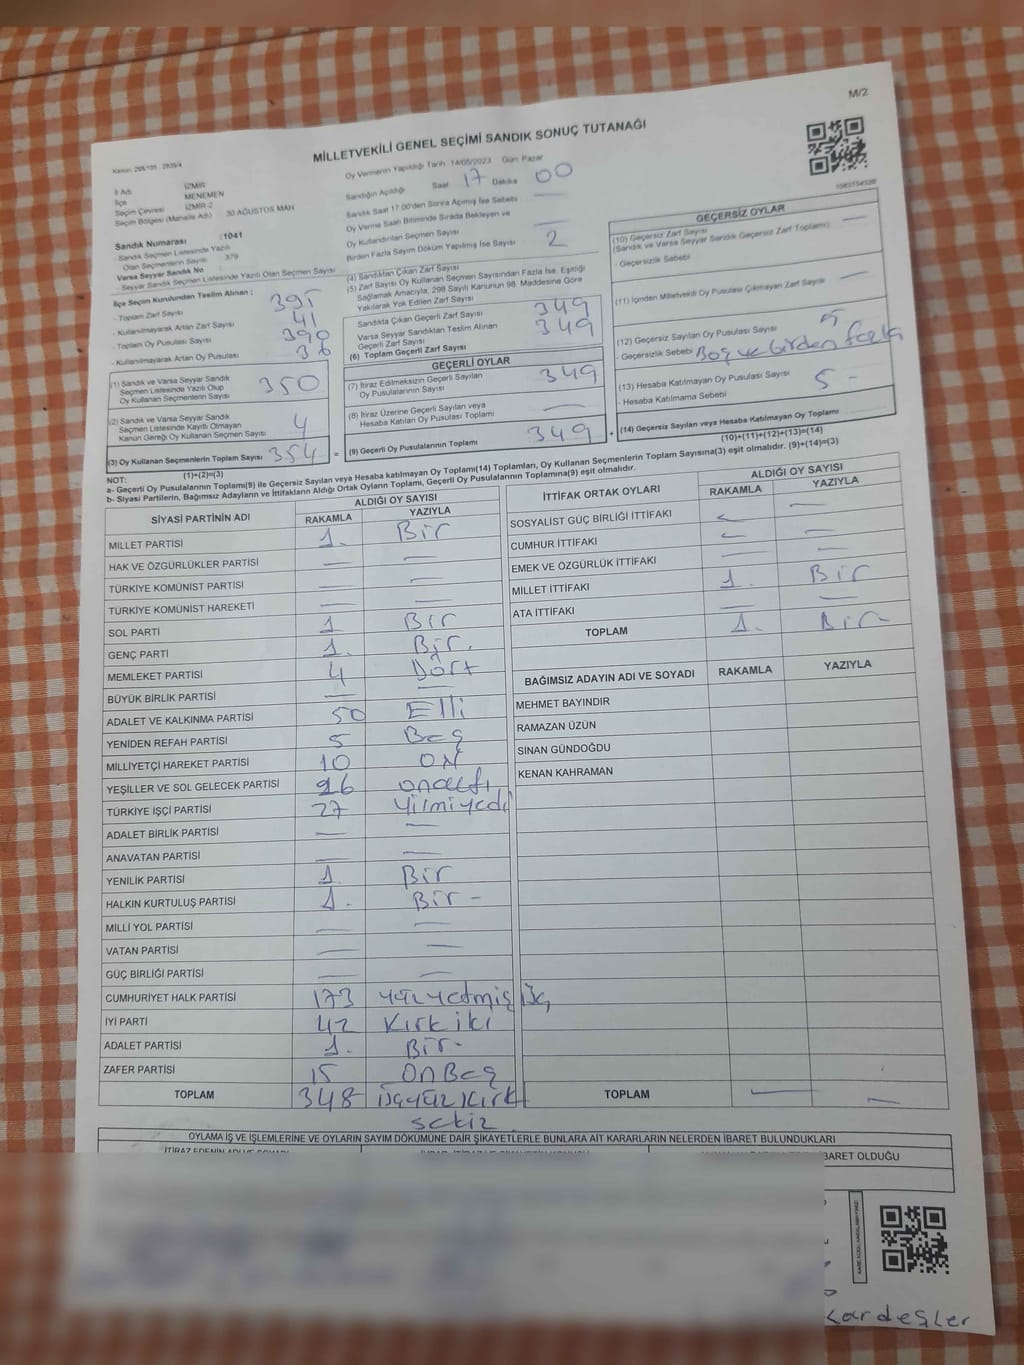 M/2
MİLLETVEKİLİ GENEL SEÇİMİ SANDIK SONUÇ TUTANAĞI
Oy Vermenin Yapıldığı Tarih: 14/05/2023 Gün: Pazar
İl Adı İZMİR
İlçe MENEMEN
Seçim Çevresi İZMİR-2
Seçim Bölgesi (Mahalle Adı) 30 AĞUSTOS MAH
Sandık Numarası : 1041
- Sandık Seçmen Listesinde Yazılı
Olan Seçmenlerin Sayısı : 379
Varsa Seyyar Sandık No
- Seyyar Sandık Seçmen Listesinde Yazılı Olan Seçmen Sayısı
İlçe Seçim Kurulundan Teslim Alınan :
- Toplam Zarf Sayısı 395
- Kullanılmayarak Artan Zarf Sayısı 41
- Toplam Oy Pusulası Sayısı 390
- Kullanılmayarak Artan Oy Pusulası 36
(1) Sandık ve Varsa Seyyar Sandık
Seçmen Listesinde Yazılı Olup
Oy Kullanan Seçmenlerin Sayısı 350
(2) Sandık ve Varsa Seyyar Sandık
Seçmen Listesinde Kayıtlı Olmayan
Kanun Gereği Oy Kullanan Seçmen Sayısı 4
(3) Oy Kullanan Seçmenlerin Toplam Sayısı 354
(1)+(2)=(3)
Sandığın Açıldığı Saat 17 Dakika 00
Sandık Saat 17.00'den Sonra Açılmış İse Sebebi
Oy Verme Saati Bitiminde Sırada Bekleyen ve
Oy Kullandırılan Seçmen Sayısı
Birden Fazla Sayım Döküm Yapılmış İse Sayısı 2
(4) Sandıktan Çıkan Zarf Sayısı
(5) Zarf Sayısı Oy Kullanan Seçmen Sayısından Fazla İse, Eşitliği
Sağlamak Amacıyla, 298 Sayılı Kanunun 98. Maddesine Göre
Yakılarak Yok Edilen Zarf Sayısı
Sandıkta Çıkan Geçerli Zarf Sayısı 349
Varsa Seyyar Sandıktan Teslim Alınan
Geçerli Zarf Sayısı 349
(6) Toplam Geçerli Zarf Sayısı
GEÇERLİ OYLAR
(7) İtiraz Edilmeksizin Geçerli Sayılan
Oy Pusulalarının Sayısı 349
(8) İtiraz Üzerine Geçerli Sayılan veya
Hesaba Katılan Oy Pusulası Toplamı —
(9) Geçerli Oy Pusulalarının Toplamı 349
GEÇERSİZ OYLAR
(10) Geçersiz Zarf Sayısı —
(Sandık ve Varsa Seyyar Sandık Geçersiz Zarf Toplamı)
- Geçersizlik Sebebi
(11) İçinden Milletvekili Oy Pusulası Çıkmayan Zarf Sayısı
(12) Geçersiz Sayılan Oy Pusulası Sayısı 5
- Geçersizlik Sebebi Boş ve birden fazla
(13) Hesaba Katılmayan Oy Pusulası Sayısı 5 -
- Hesaba Katılmama Sebebi
(14) Geçersiz Sayılan veya Hesaba Katılmayan Oy Toplamı
(10)+(11)+(12)+(13)=(14)
NOT:
a- Geçerli Oy Pusulalarının Toplamı(9) ile Geçersiz Sayılan veya Hesaba katılmayan Oy Toplamı(14) Toplamları, Oy Kullanan Seçmenlerin Toplam Sayısına(3) eşit olmalıdır. (9)+(14)=(3)
b- Siyasi Partilerin, Bağımsız Adayların ve İttifakların Aldığı Ortak Oyların Toplamı, Geçerli Oy Pusulalarının Toplamına(9) eşit olmalıdır.
SİYASİ PARTİNİN ADI ALDIĞI OY SAYISI
RAKAMLA YAZIYLA
MİLLET PARTİSİ 1. Bir
HAK VE ÖZGÜRLÜKLER PARTİSİ — —
TÜRKİYE KOMÜNİST PARTİSİ — —
TÜRKİYE KOMÜNİST HAREKETİ — —
SOL PARTİ 1 Bir
GENÇ PARTİ 1. Bir.
MEMLEKET PARTİSİ 4 Dört
BÜYÜK BİRLİK PARTİSİ — —
ADALET VE KALKINMA PARTİSİ 50 Elli
YENİDEN REFAH PARTİSİ 5 Beş
MİLLİYETÇİ HAREKET PARTİSİ 10 ON
YEŞİLLER VE SOL GELECEK PARTİSİ 16 onaltı
TÜRKİYE İŞÇİ PARTİSİ 27 yilmiyedi
ADALET BİRLİK PARTİSİ — —
ANAVATAN PARTİSİ — —
YENİLİK PARTİSİ 1. Bir
HALKIN KURTULUŞ PARTİSİ 1. - Bir -
MİLLİ YOL PARTİSİ — —
VATAN PARTİSİ — —
GÜÇ BİRLİĞİ PARTİSİ — —
CUMHURİYET HALK PARTİSİ 173 yüzyetmiş üç
İYİ PARTİ 42 Kırk iki
ADALET PARTİSİ 1. Bir-
ZAFER PARTİSİ 15 OnBeş
TOPLAM 348 üçyüz Kırk
sekiz.
İTTİFAK ORTAK OYLARI ALDIĞI OY SAYISI
RAKAMLA YAZIYLA
SOSYALİST GÜÇ BİRLİĞİ İTTİFAKI — —
CUMHUR İTTİFAKI — —
EMEK VE ÖZGÜRLÜK İTTİFAKI — —
MİLLET İTTİFAKI 1. Bir
ATA İTTİFAKI — —
TOPLAM 1. Bir-
BAĞIMSIZ ADAYIN ADI VE SOYADI RAKAMLA YAZIYLA
MEHMET BAYINDIR
RAMAZAN ÜZÜN
SİNAN GÜNDOĞDU
KENAN KAHRAMAN
TOPLAM — —
OYLAMA İŞ VE İŞLEMLERİNE VE OYLARIN SAYIM DÖKÜMÜNE DAİR ŞİKAYETLERLE BUNLARA AİT KARARLARIN NELERDEN İBARET BULUNDUKLARI
İTİRAZ EDENİN ADI VE SOYADI
İBARET OLDUĞU
kardeşler